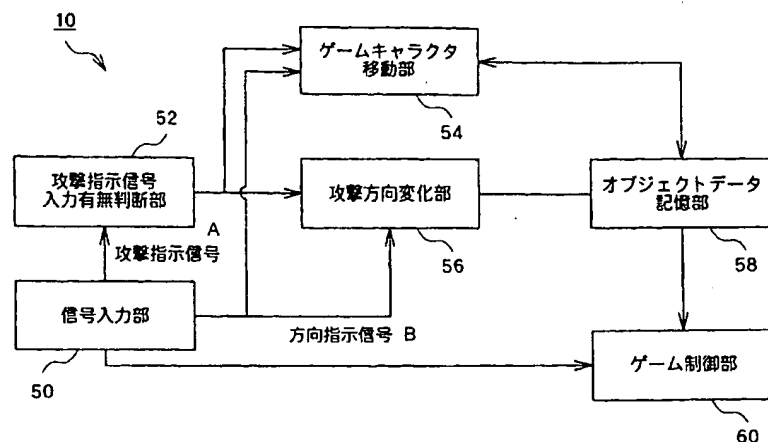 10
ゲームキャラクタ
移動部
54
52
攻撃指示信号
入力有無判断部
攻撃方向変化部
56
オブジェクトデータ
記憶部
58
A
攻撃指示信号
信号入力部
50
方向指示信号 B
ゲーム制御部
60